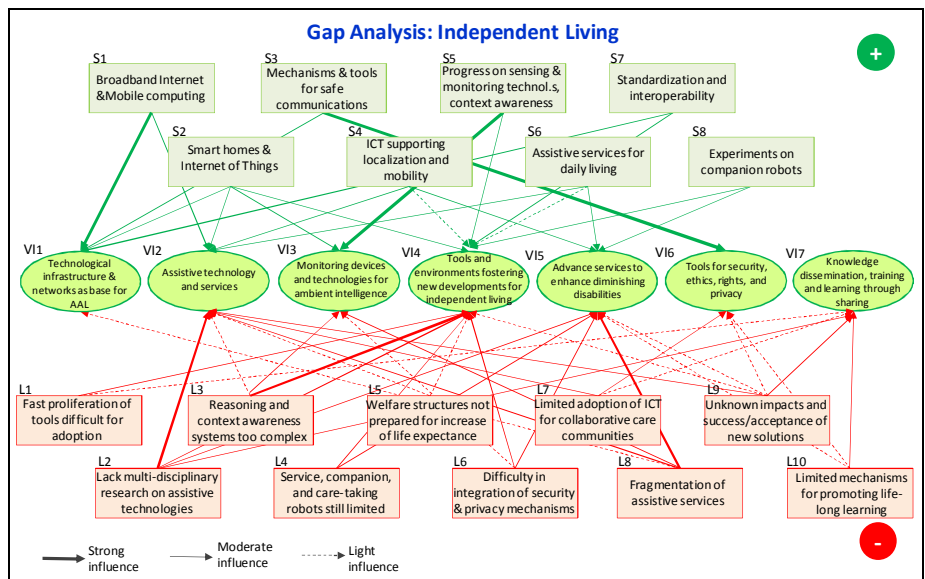 Gap Analysis: Independent Living
+
S1
Broadband Internet
&Mobile computing
S3
Mechanisms & tools
for safe
communications
S5
Progress on sensing &
monitoring technol.s,
context awareness
S7
Standardization and
interoperability
S2
Smart homes &
Internet of Things
S4
ICT supporting
localization and
mobility
S6
Assistive services for
daily living
S8
Experiments on
companion robots
VI1
Technological
infrastructure &
networks as base for
AAL
VI2
Assistive technology
and services
VI3
Monitoring devices
and technologies for
ambient intelligence
VI4
Tools and
environments fostering
new developments for
independent living
VI5
Advance services to
enhance diminishing
disabilities
VI6
Tools for security,
ethics, rights, and
privacy
VI7
Knowledge
dissemination, training
and learning through
sharing
L1
Fast proliferation of
tools difficult for
adoption
L3
Reasoning and
context awareness
systems too complex
L5
Welfare structures not
prepared for increase
of life expectance
L7
Limited adoption of ICT
for collaborative care
communities
L9
Unknown impacts and
success/acceptance of
new solutions
L2
Lack multi-disciplinary
research on assistive
technologies
L4
Service, companion,
and care-taking
robots still limited
L6
Difficulty in
integration of security
& privacy mechanisms
L8
Fragmentation of
assistive services
L10
Limited mechanisms
for promoting life-
long learning
Strong
influence
Moderate
influence
Light
influence
-